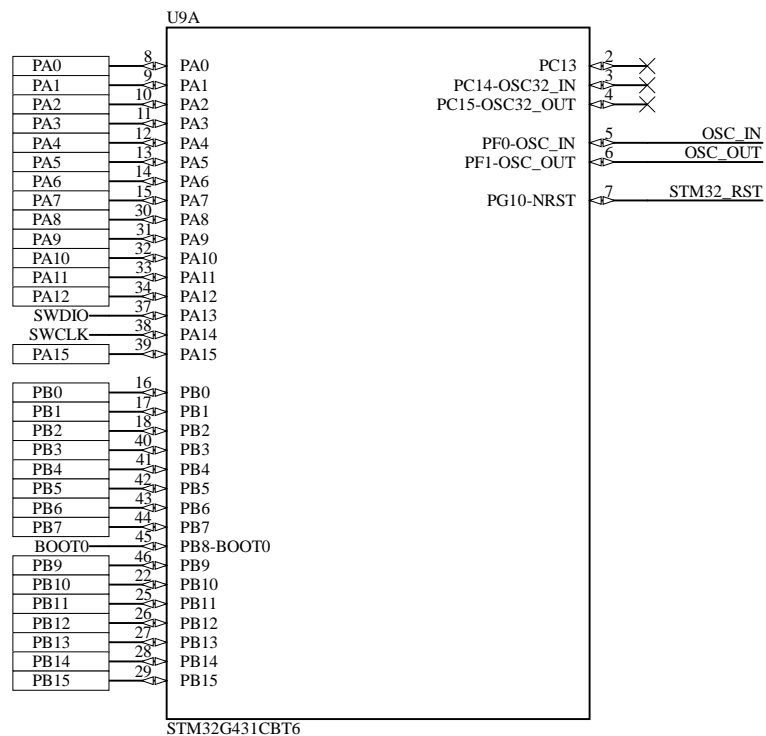 U9A
PA0 8 PA0
PA1 9 PA1
PA2 10 PA2
PA3 11 PA3
PA4 12 PA4
PA5 13 PA5
PA6 14 PA6
PA7 15 PA7
PA8 30 PA8
PA9 31 PA9
PA10 32 PA10
PA11 33 PA11
PA12 34 PA12
SWDIO 37 PA13
SWCLK 38 PA14
PA15 39 PA15
PB0 16 PB0
PB1 17 PB1
PB2 18 PB2
PB3 40 PB3
PB4 41 PB4
PB5 42 PB5
PB6 43 PB6
PB7 44 PB7
BOOT0 45 PB8-BOOT0
PB9 46 PB9
PB10 22 PB10
PB11 25 PB11
PB12 26 PB12
PB13 27 PB13
PB14 28 PB14
PB15 29 PB15
PC13 2
PC14-OSC32_IN 3
PC15-OSC32_OUT 4
PF0-OSC_IN 5 OSC_IN
PF1-OSC_OUT 6 OSC_OUT
PG10-NRST 7 STM32_RST
STM32G431CBT6